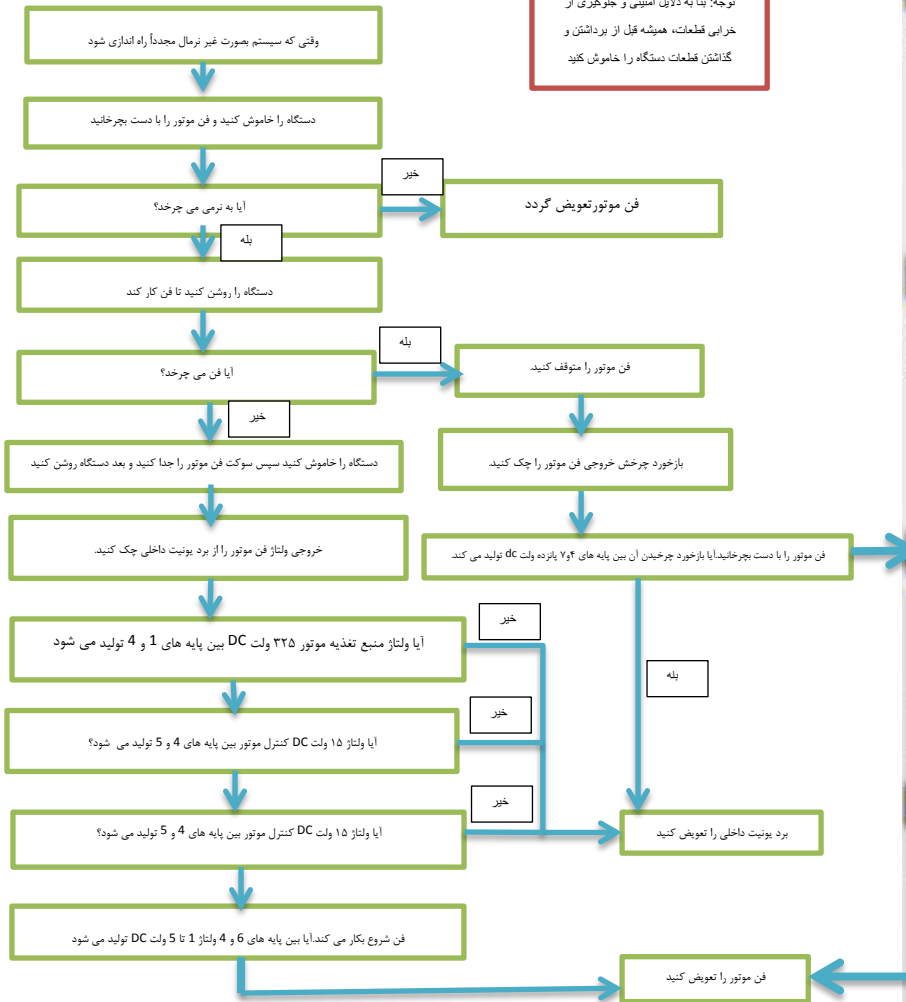 توجه: بنا به دلایل امنیتی و جلوگیری از
خرابی قطعات، همیشه قبل از برداشتن و
گذاشتن قطعات دستگاه را خاموش کنید
وقتی که سیستم بصورت غیر نرمال مجدداً راه اندازی شود
دستگاه را خاموش کنید و فن موتور را با دست بچرخانید
خیر
آیا به نرمی می چرخد؟
فن موتورتعویض گردد
بله
دستگاه را روشن کنید تا فن کار کند
بله
آیا فن می چرخد؟
فن موتور را متوقف کنید.
خیر
دستگاه را خاموش کنید سپس سوکت فن موتور را جدا کنید و بعد دستگاه روشن کنید
بازخورد چرخش خروجی فن موتور را چک کنید.
خروجی ولتاژ فن موتور را از برد یونیت داخلی چک کنید.
فن موتور را با دست بچرخانید.آیا بازخورد چرخیدن آن بین پایه های ۴و۷ پانزده ولت dc تولید می کند.
خیر
آیا ولتاژ منبع تغذیه موتور ۳۲۵ ولت DC بین پایه های 1 و 4 تولید می شود
بله
خیر
آیا ولتاژ ۱۵ ولت DC کنترل موتور بین پایه های 4 و 5 تولید می شود؟
خیر
آیا ولتاژ ۱۵ ولت DC کنترل موتور بین پایه های 4 و 5 تولید می شود؟
برد یونیت داخلی را تعویض کنید
فن شروع بکار می کند.آیا بین پایه های 6 و 4 ولتاژ 1 تا 5 ولت DC تولید می شود
فن موتور را تعویض کنید